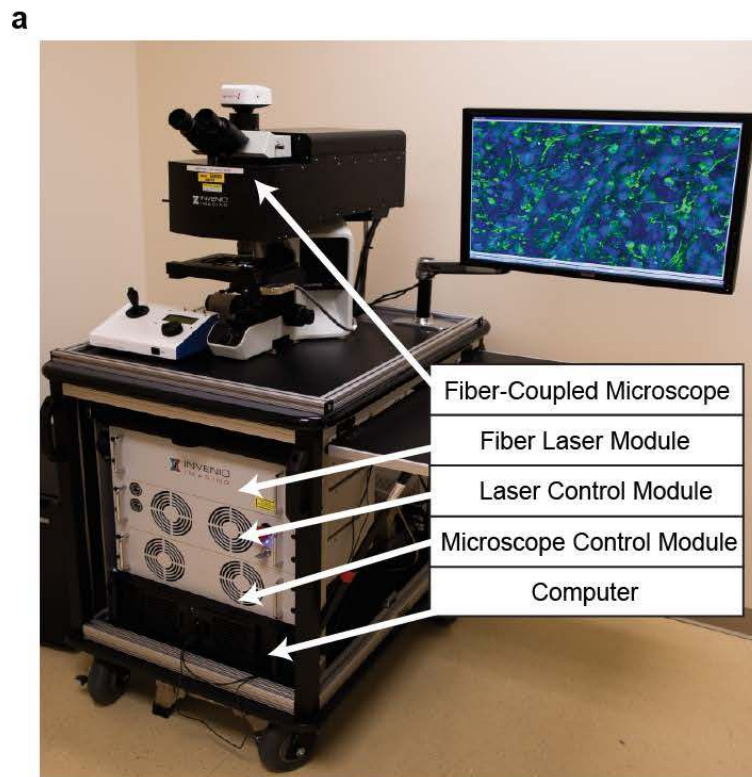 a
INVENIO
IMAGING
Fiber-Coupled Microscope
Fiber Laser Module
Laser Control Module
Microscope Control Module
Computer
INVENIO
IMAGING